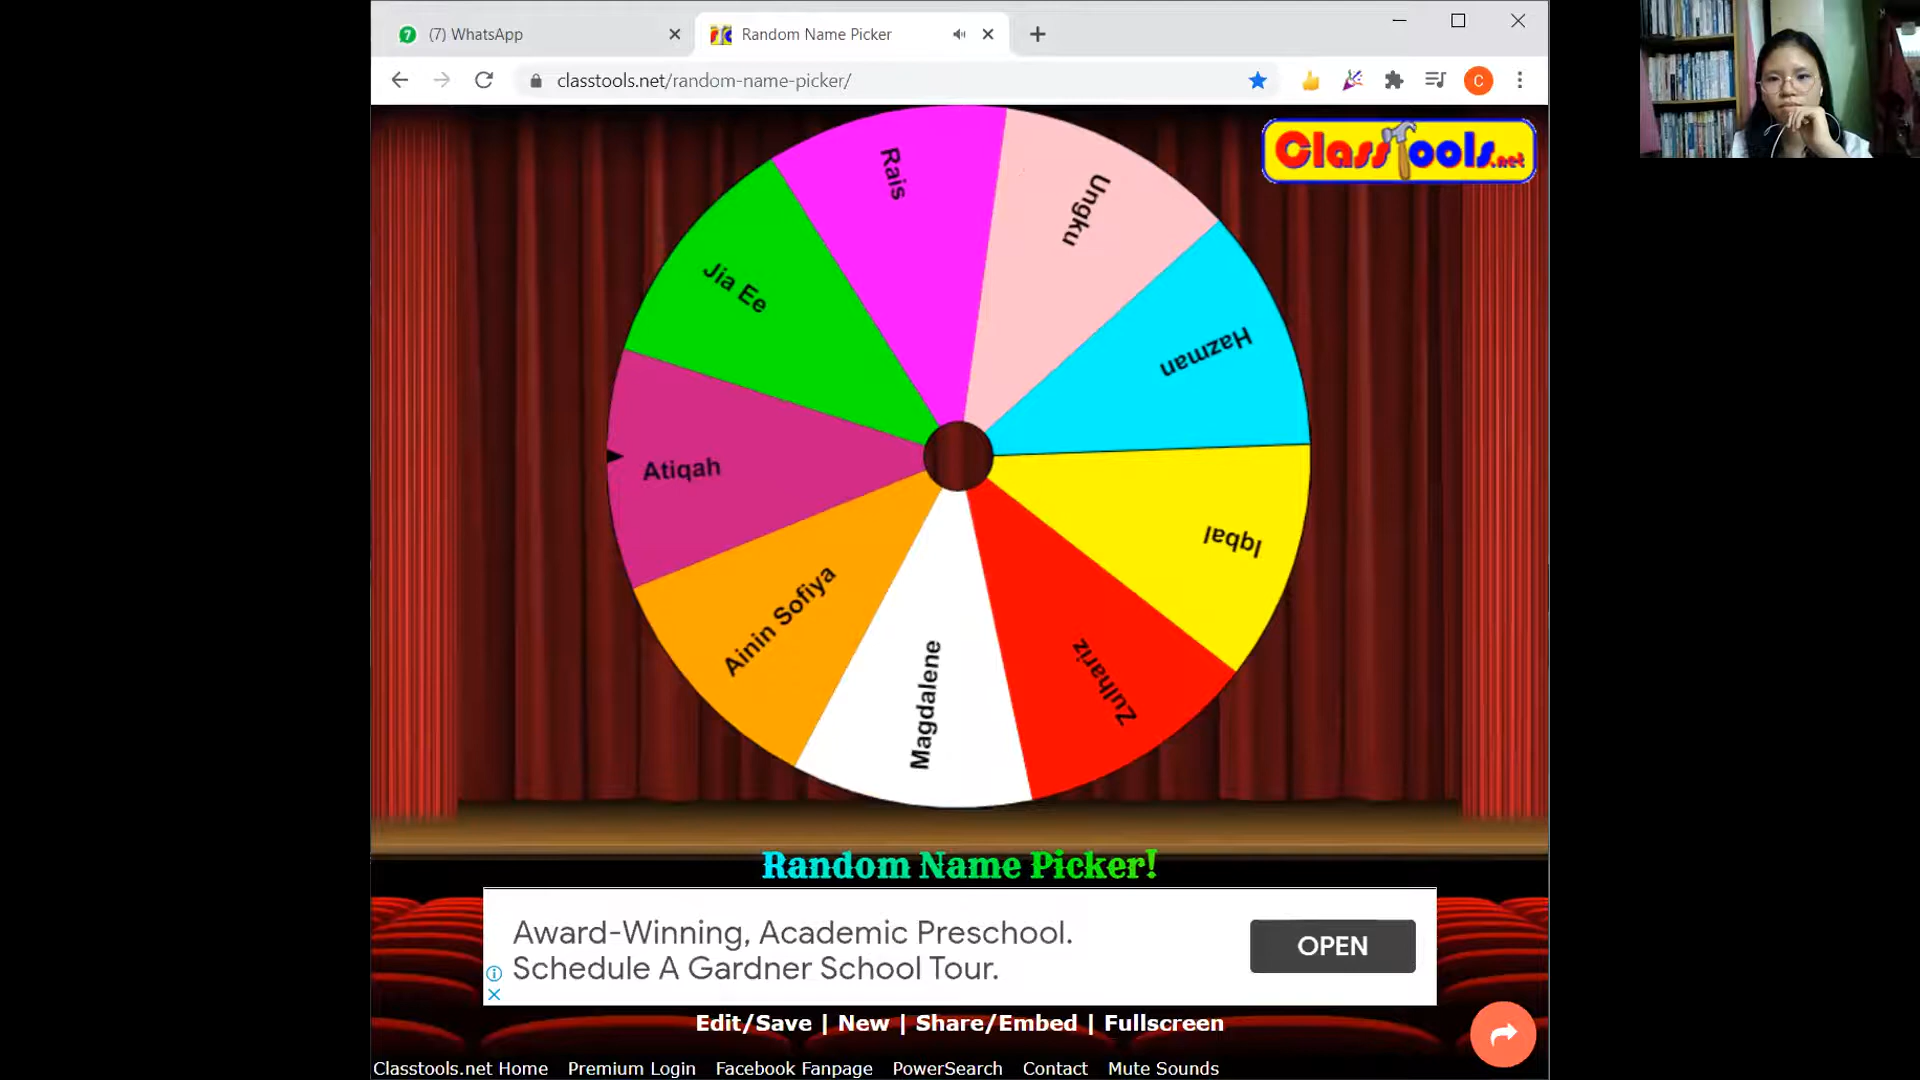 7 (7) WhatsApp
Random Name Picker
classtools.net/random-name-picker/
C
ClassTools.net
Rais
Ungku
Jia Ee
Hazman
Atiqah
Iqbal
Ainin Sofiya
Zulhariz
Magdalene
Random Name Picker!
Award-Winning, Academic Preschool.
Schedule A Gardner School Tour.
OPEN
Edit/Save | New | Share/Embed | Fullscreen
Classtools.net Home Premium Login Facebook Fanpage PowerSearch Contact Mute Sounds